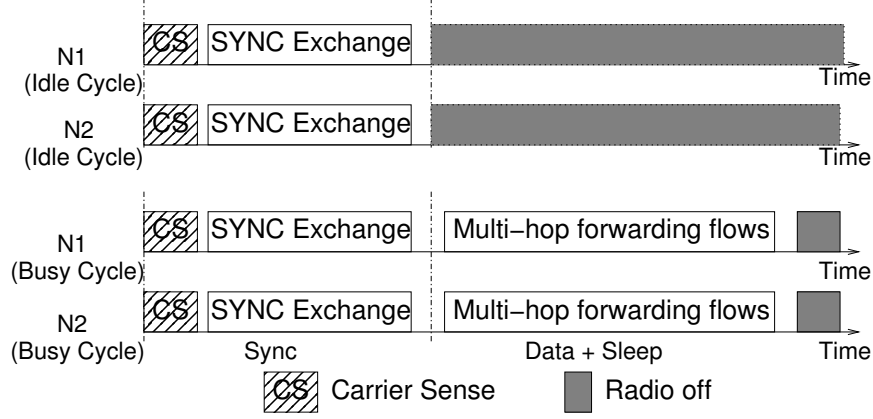 N1
(Idle Cycle)
CS
SYNC Exchange
Time
N2
(Idle Cycle)
CS
SYNC Exchange
Time
N1
(Busy Cycle)
CS
SYNC Exchange
Multi−hop forwarding flows
Time
N2
(Busy Cycle)
CS
SYNC Exchange
Multi−hop forwarding flows
Time
Sync
Data + Sleep
CS
Carrier Sense
Radio off